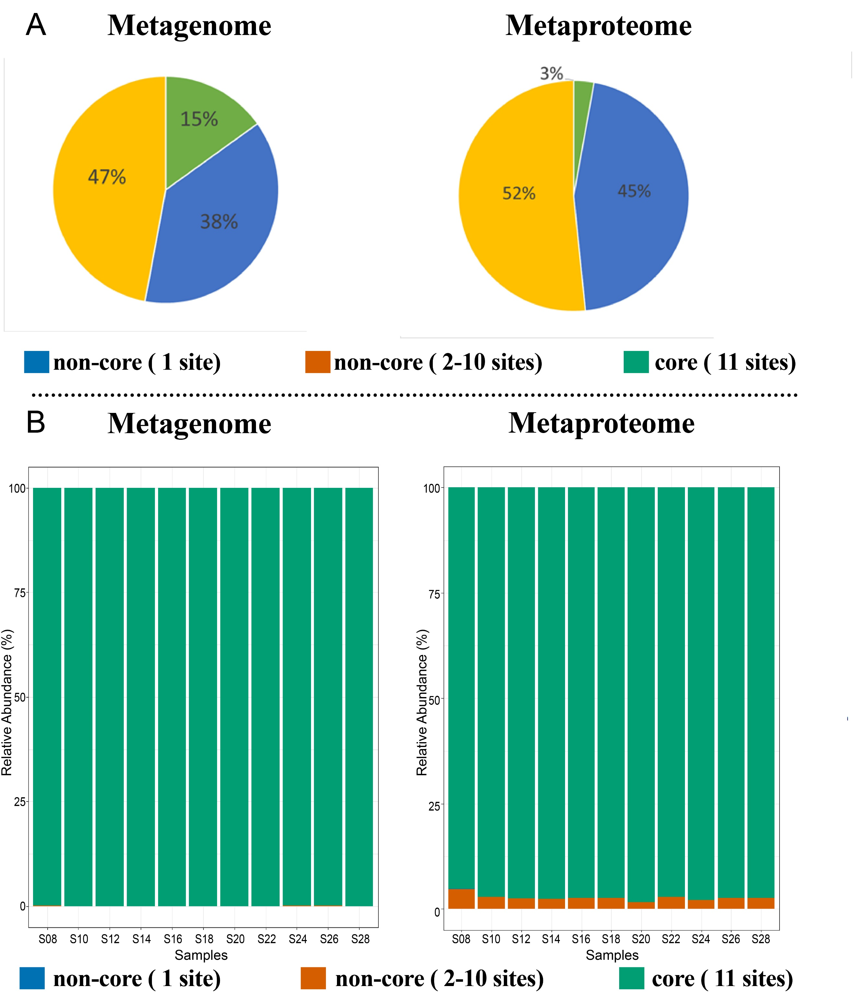 A
Metagenome
Metaproteome
15%
47%
38%
3%
52%
45%
non-core ( 1 site)
non-core ( 2-10 sites)
core ( 11 sites)
B
Metagenome
Metaproteome
100
75
50
25
0
Relative Abundance (%)
S08 S10 S12 S14 S16 S18 S20 S22 S24 S26 S28
Samples
100
75
50
25
0
Relative Abundance (%)
S08 S10 S12 S14 S16 S18 S20 S22 S24 S26 S28
Samples
non-core ( 1 site)
non-core ( 2-10 sites)
core ( 11 sites)